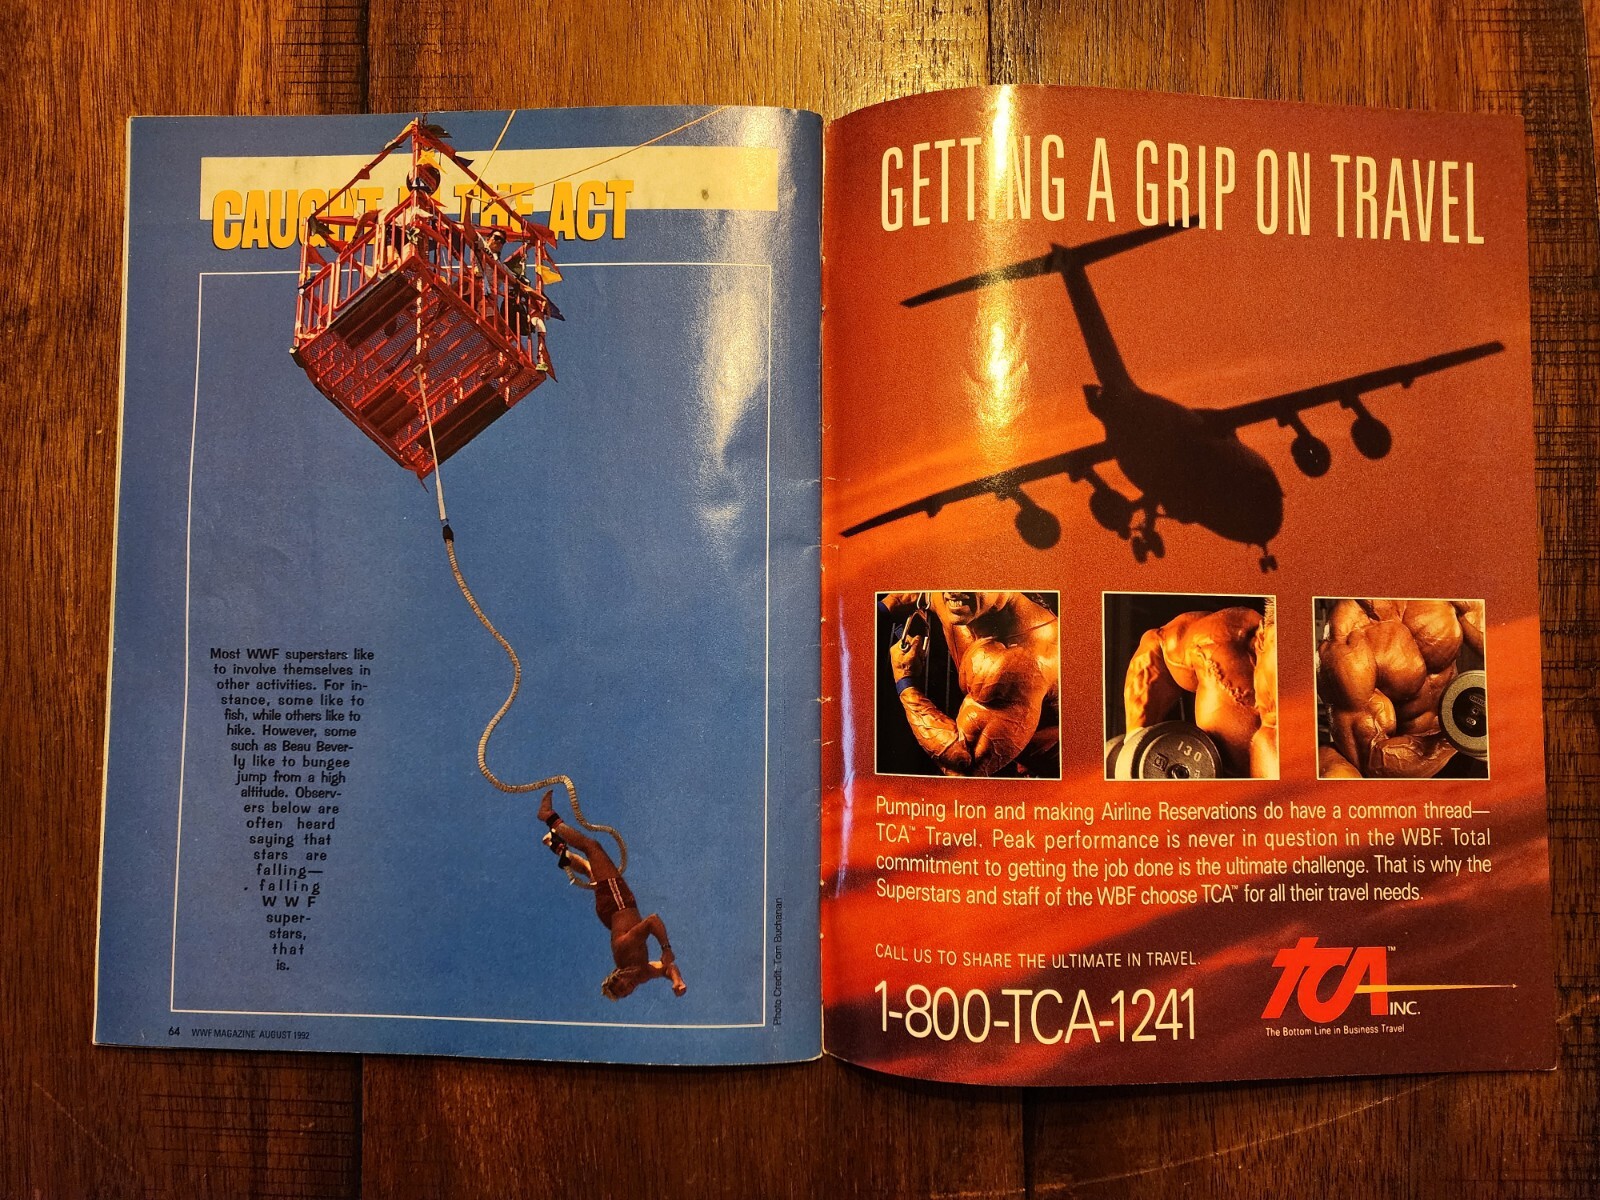 CAUGHT IN THE ACT
Most WWF superstars like
to involve themselves in
other activities. For in-
stance, some like to
fish, while others like to
hike. However, some
such as Beau Bever-
ly like to bungee
jump from a high
altitude. Observ-
ers below are
often heard
saying that
stars are
falling—
falling
WWF
super-
stars,
that
is.
Photo Credit: Tom Buchanan
64 WWF MAGAZINE AUGUST 1992
GETTING A GRIP ON TRAVEL
130
Pumping Iron and making Airline Reservations do have a common thread—
TCA™ Travel. Peak performance is never in question in the WBF. Total
commitment to getting the job done is the ultimate challenge. That is why the
Superstars and staff of the WBF choose TCA™ for all their travel needs.
CALL US TO SHARE THE ULTIMATE IN TRAVEL.
1-800-TCA-1241
TCA™ INC.
The Bottom Line in Business Travel